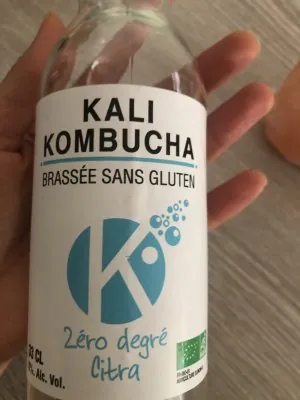 KALI
KOMBUCHA
BRASSÉE SANS GLUTEN
K
Zéro degré
Citra
33 CL
Alc. Vol.